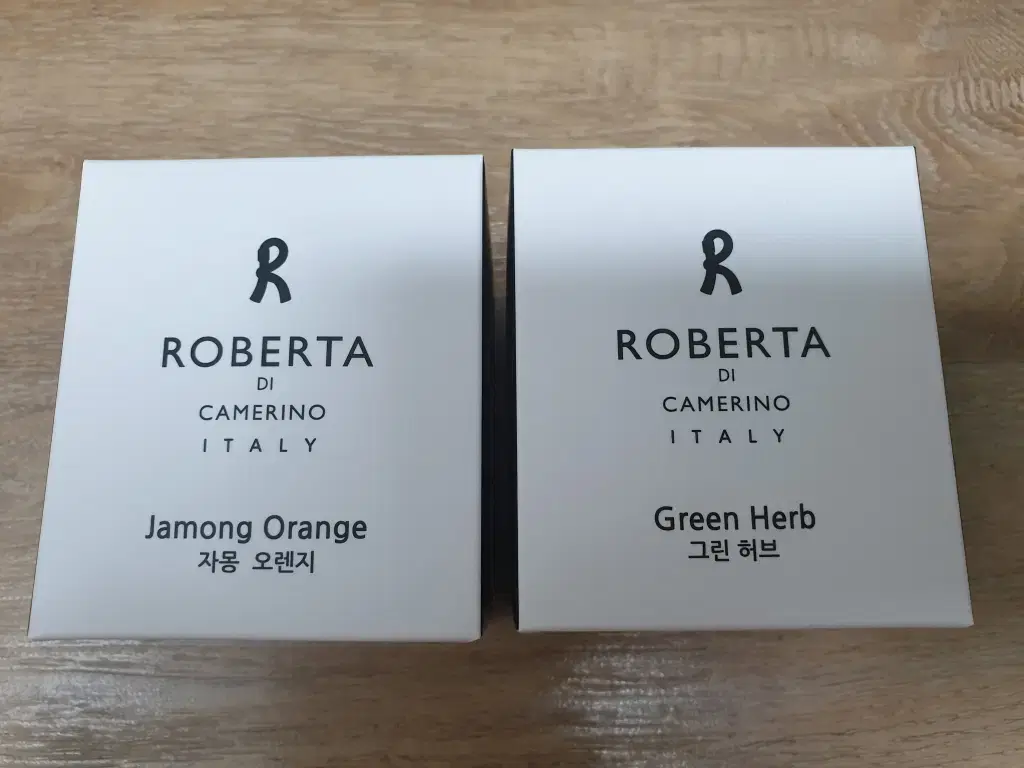 R
ROBERTA
DI
CAMERINO
ITALY
Jamong Orange
자몽 오렌지
R
ROBERTA
DI
CAMERINO
ITALY
Green Herb
그린 허브